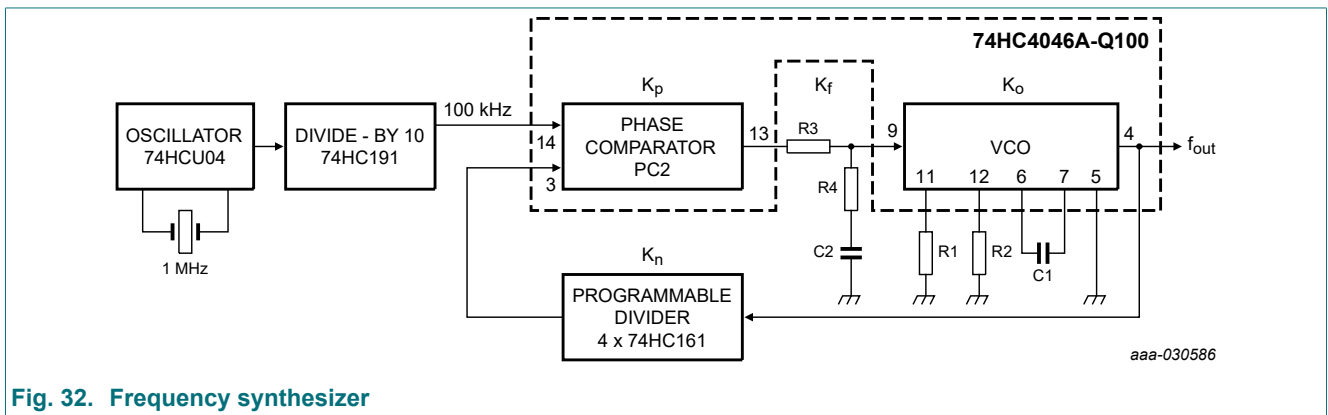 74HC4046A-Q100
Kp
Kf
Ko
OSCILLATOR
74HCU04
DIVIDE - BY 10
74HC191
100 kHz
14
3
PHASE
COMPARATOR
PC2
13
R3
9
VCO
4
fout
11
12
6
7
5
R4
R1
R2
C1
C2
1 MHz
Kn
PROGRAMMABLE
DIVIDER
4 x 74HC161
aaa-030586
Fig. 32. Frequency synthesizer